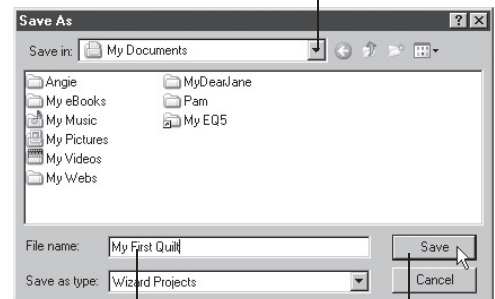 Save As
Save in: My Documents
Angie
My eBooks
My Music
My Pictures
My Videos
My Webs
MyDearJane
Pam
My EQ5
File name: My First Quilt
Save
Save as type: Wizard Projects
Cancel